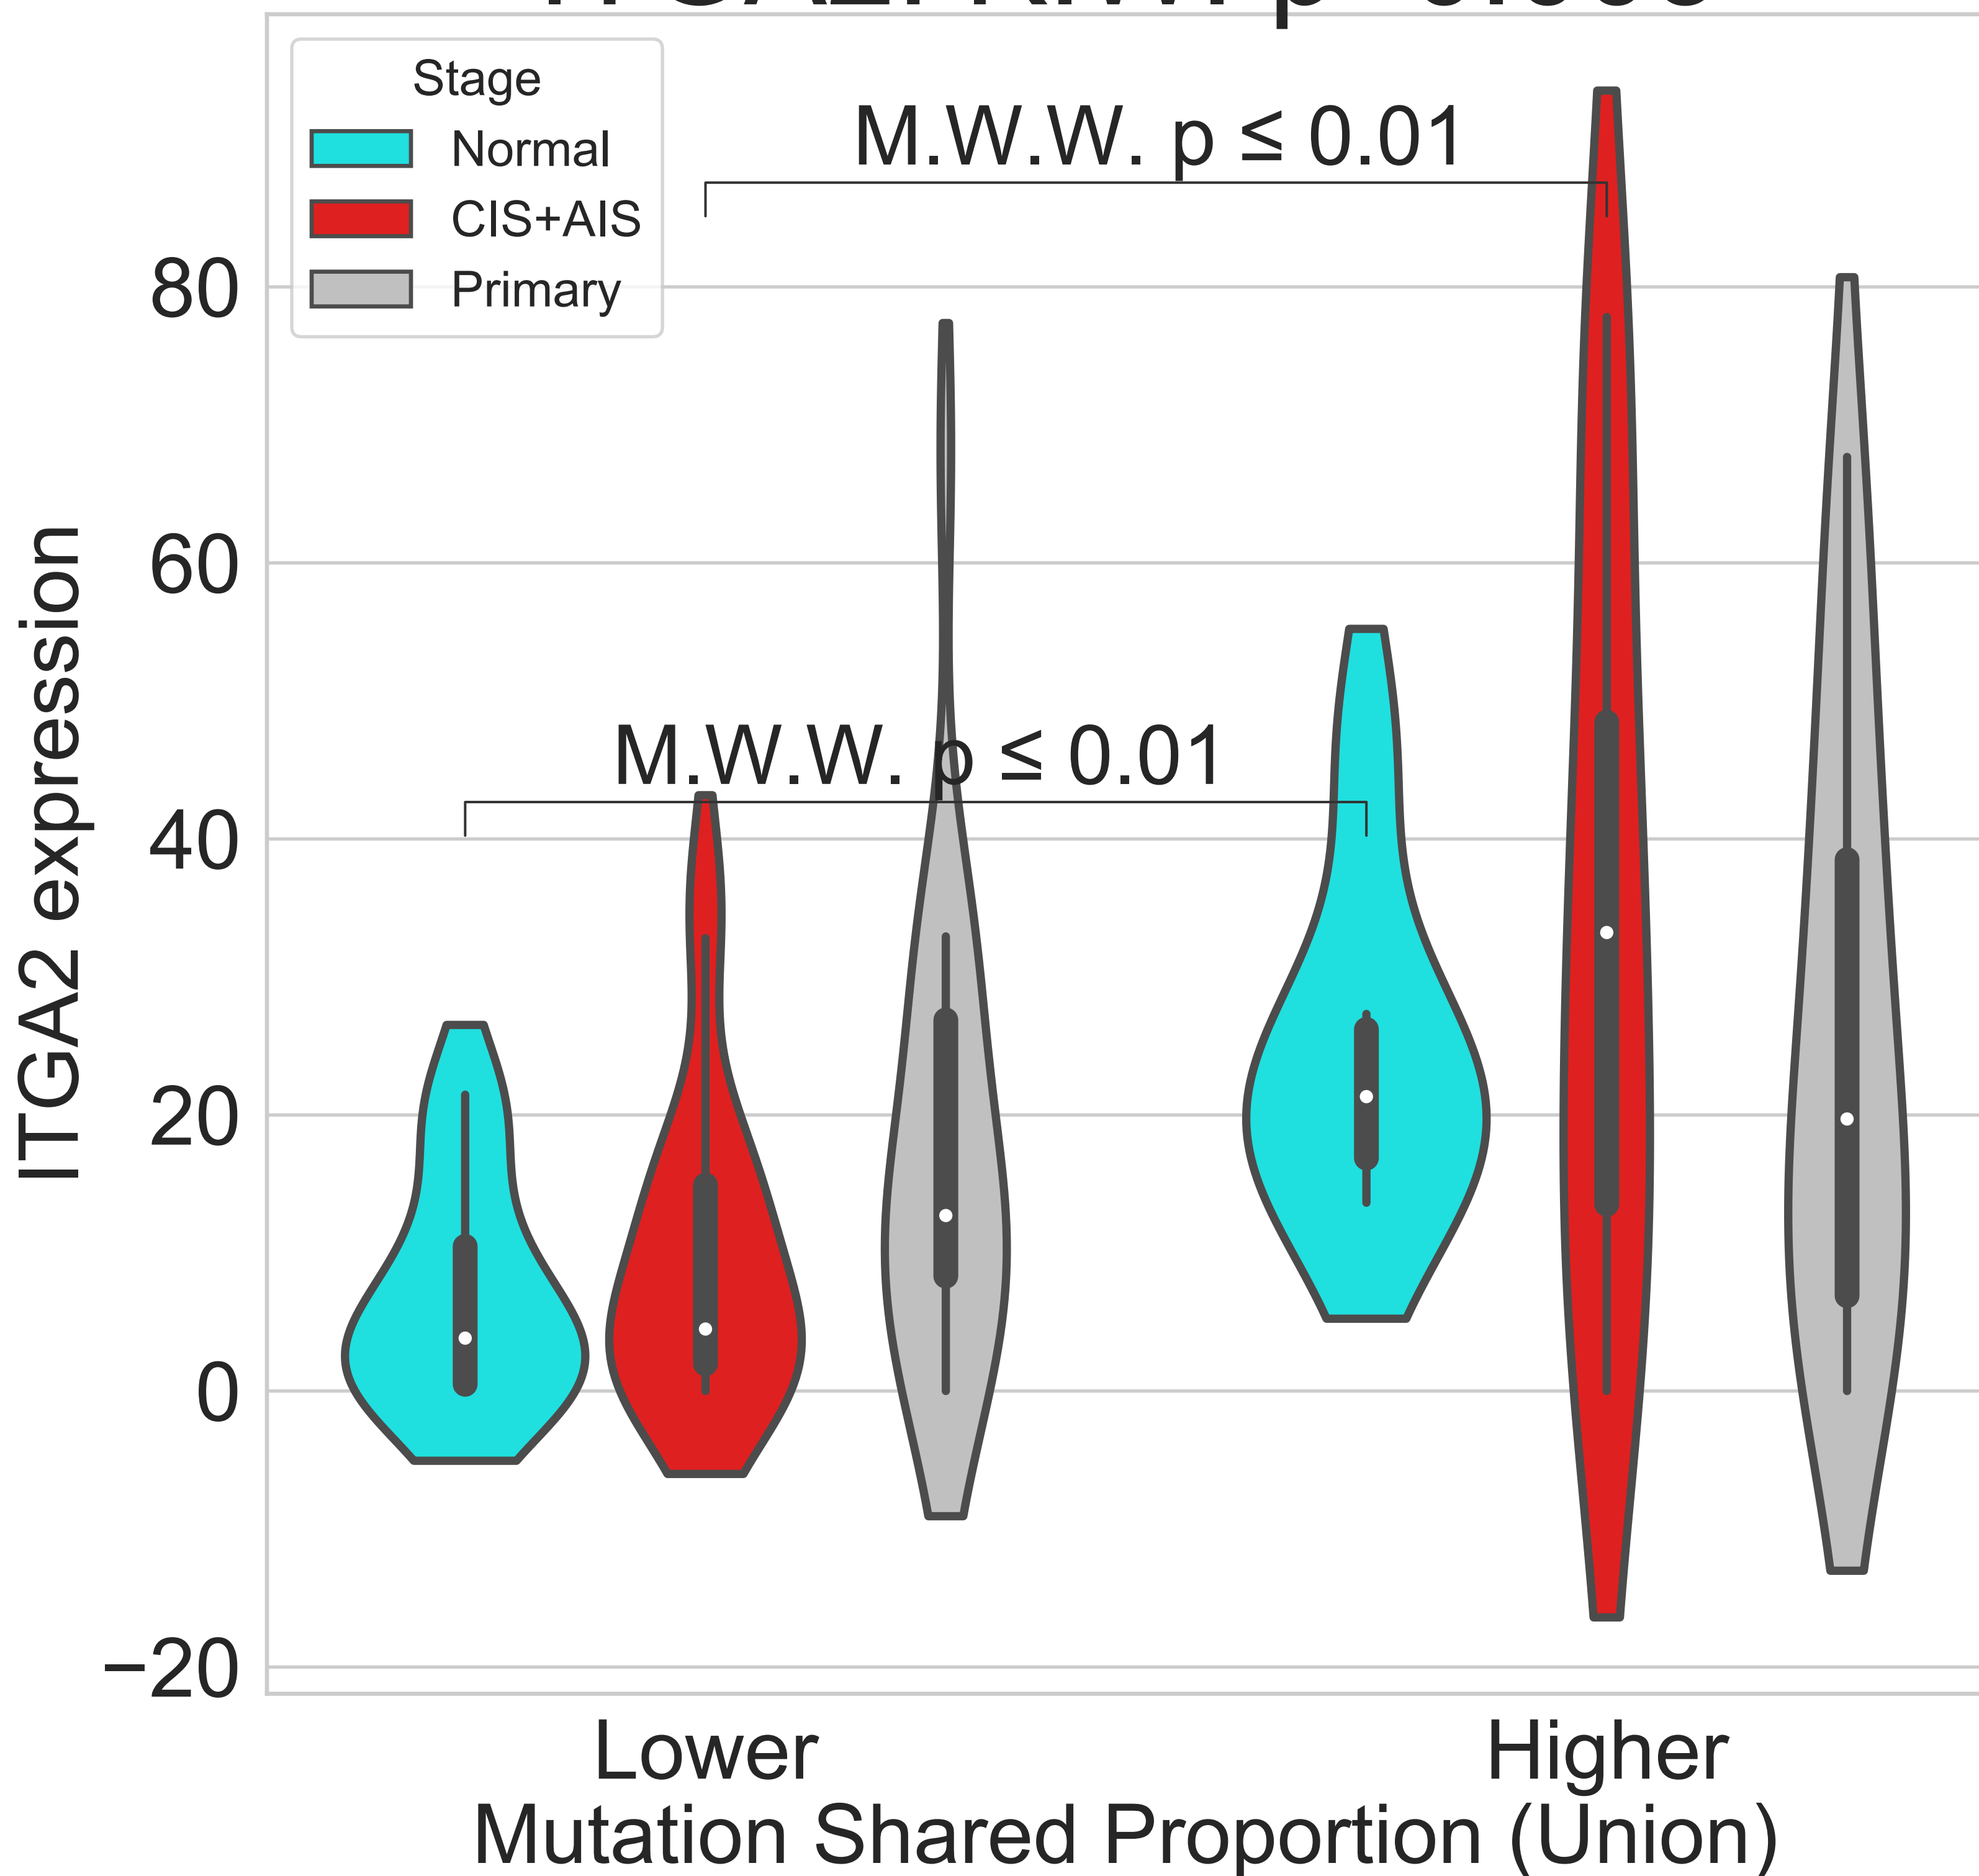 Stage
Normal
CIS+AIS
Primary
M.W.W. p ≤ 0.01
M.W.W. p ≤ 0.01
80
60
40
20
0
−20
ITGA2 expression
Lower
Higher
Mutation Shared Proportion (Union)